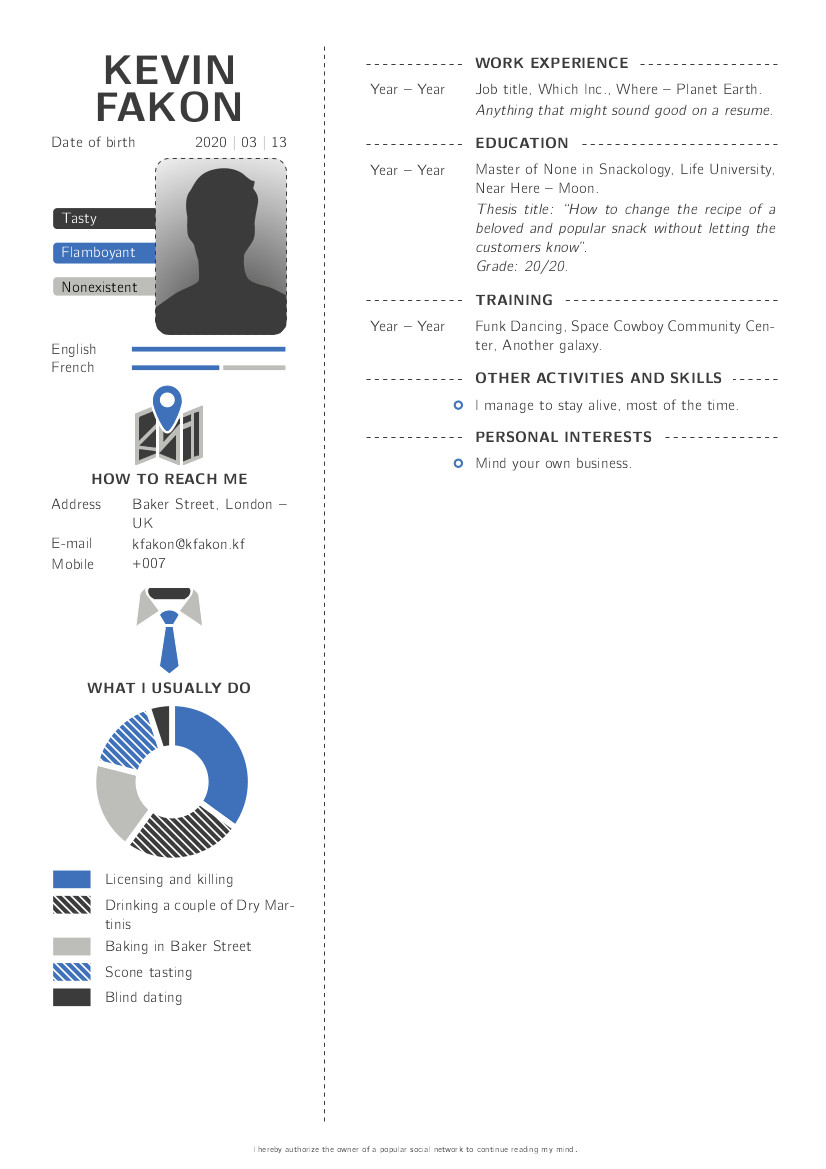 KEVIN
FAKON
Date of birth 2020 | 03 | 13
Tasty
Flamboyant
Nonexistent
English
French
HOW TO REACH ME
Address Baker Street, London –
UK
E-mail kfakon@kfakon.kf
Mobile +007
WHAT I USUALLY DO
Licensing and killing
Drinking a couple of Dry Mar-
tinis
Baking in Baker Street
Scone tasting
Blind dating
WORK EXPERIENCE
Year – Year Job title, Which Inc., Where – Planet Earth.
Anything that might sound good on a resume.
EDUCATION
Year – Year Master of None in Snackology, Life University,
Near Here – Moon.
Thesis title: “How to change the recipe of a
beloved and popular snack without letting the
customers know”.
Grade: 20/20.
TRAINING
Year – Year Funk Dancing, Space Cowboy Community Cen-
ter, Another galaxy.
OTHER ACTIVITIES AND SKILLS
I manage to stay alive, most of the time.
PERSONAL INTERESTS
Mind your own business.
I hereby authorize the owner of a popular social network to continue reading my mind.